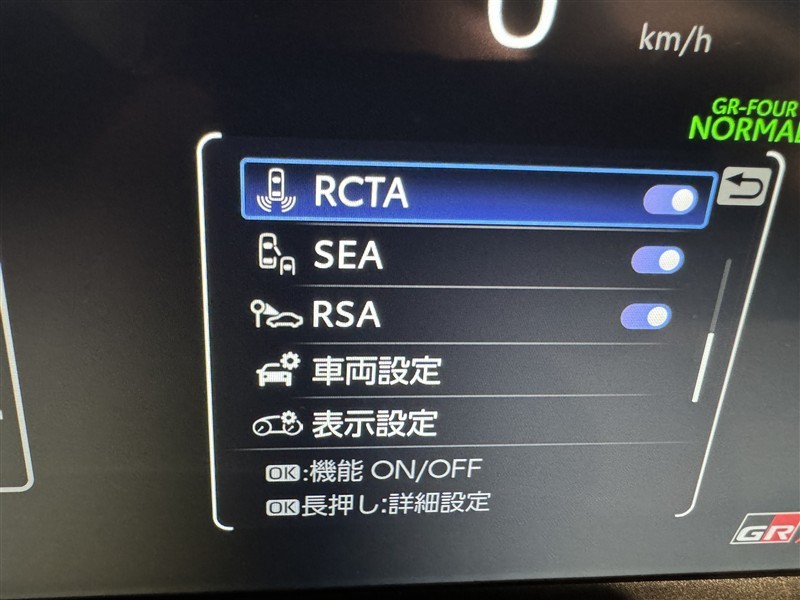 0
km/h
GR-FOUR
NORMAL
RCTA
SEA
RSA
車両設定
表示設定
OK:機能 ON/OFF
OK長押し:詳細設定
GR